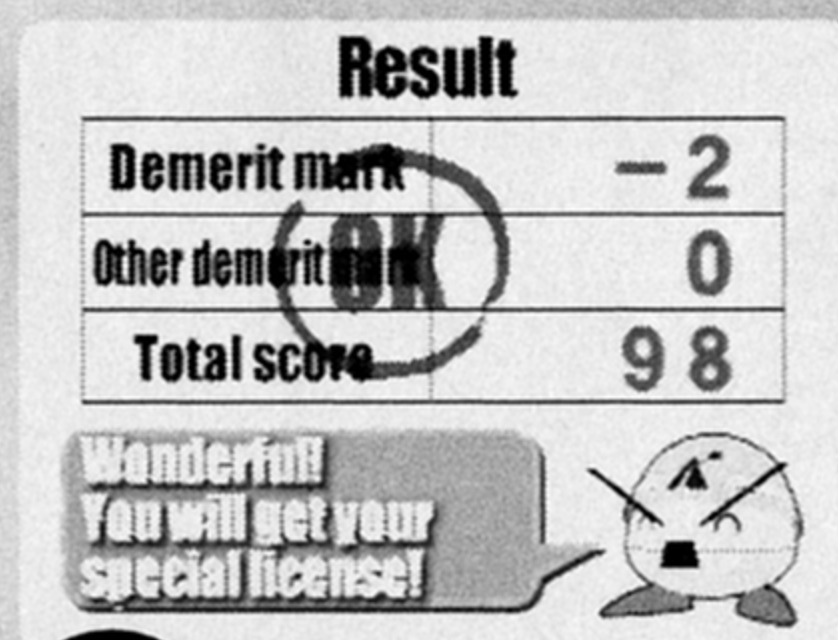 Result
Demerit mark -2
Other demerit mark 0
OK
Total score 98
Wonderful!
You will get your
special license!